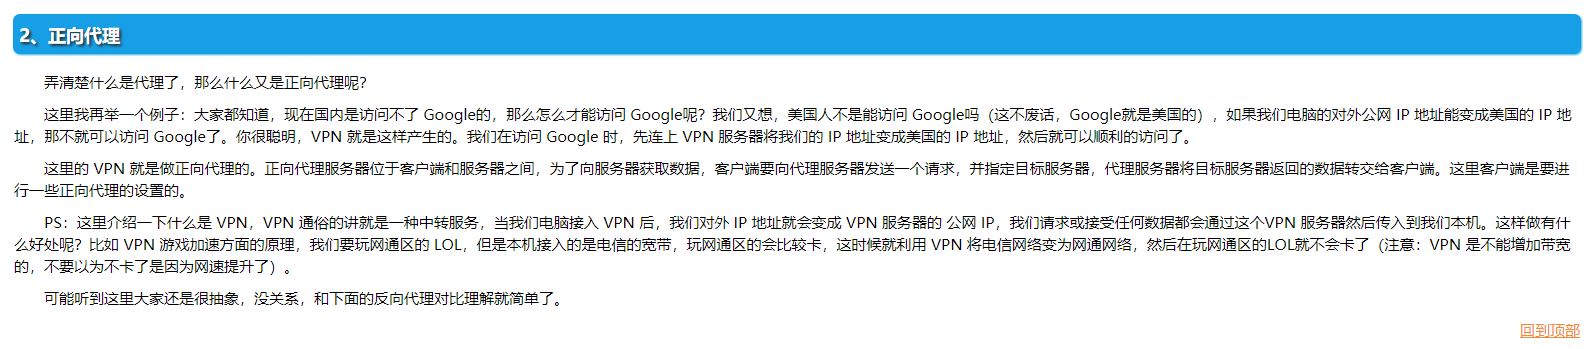 2、正向代理
弄清楚什么是代理了，那么什么又是正向代理呢？
这里我再举一个例子：大家都知道，现在国内是访问不了 Google的，那么怎么才能访问 Google呢？我们又想，美国人不是能访问 Google吗（这不废话，Google就是美国的），如果我们电脑的对外公网 IP 地址能变成美国的 IP 地
址，那不就可以访问 Google了。你很聪明，VPN 就是这样产生的。我们在访问 Google 时，先连上 VPN 服务器将我们的 IP 地址变成美国的 IP 地址，然后就可以顺利的访问了。
这里的 VPN 就是做正向代理的。正向代理服务器位于客户端和服务器之间，为了向服务器获取数据，客户端要向代理服务器发送一个请求，并指定目标服务器，代理服务器将目标服务器返回的数据转交给客户端。这里客户端是要进
行一些正向代理的设置的。
PS：这里介绍一下什么是 VPN，VPN 通俗的讲就是一种中转服务，当我们电脑接入 VPN 后，我们对外 IP 地址就会变成 VPN 服务器的 公网 IP，我们请求或接受任何数据都会通过这个VPN 服务器然后传入到我们本机。这样做有什
么好处呢？比如 VPN 游戏加速方面的原理，我们要玩网通区的 LOL，但是本机接入的是电信的宽带，玩网通区的会比较卡，这时候就利用 VPN 将电信网络变为网通网络，然后在玩网通区的LOL就不会卡了（注意：VPN 是不能增加带宽
的，不要以为不卡了是因为网速提升了）。
可能听到这里大家还是很抽象，没关系，和下面的反向代理对比理解就简单了。
回到顶部